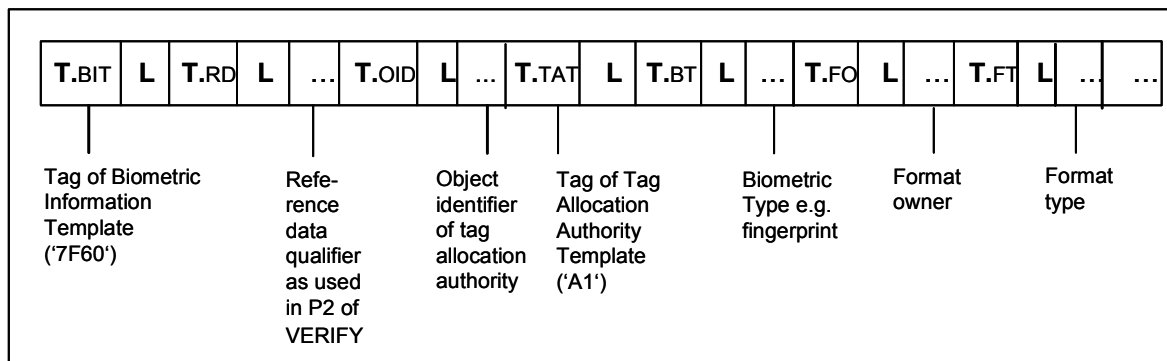 T.BIT L T.RD L ... T.OID L ... T.TAT L T.BT L ... T.FO L ... T.FT L ... ...
Tag of Biometric
Information
Template
(‘7F60‘)
Refe-
rence
data
qualifier
as used
in P2 of
VERIFY
Object
identifier
of tag
allocation
authority
Tag of Tag
Allocation
Authority
Template
(‘A1‘)
Biometric
Type e.g.
fingerprint
Format
owner
Format
type